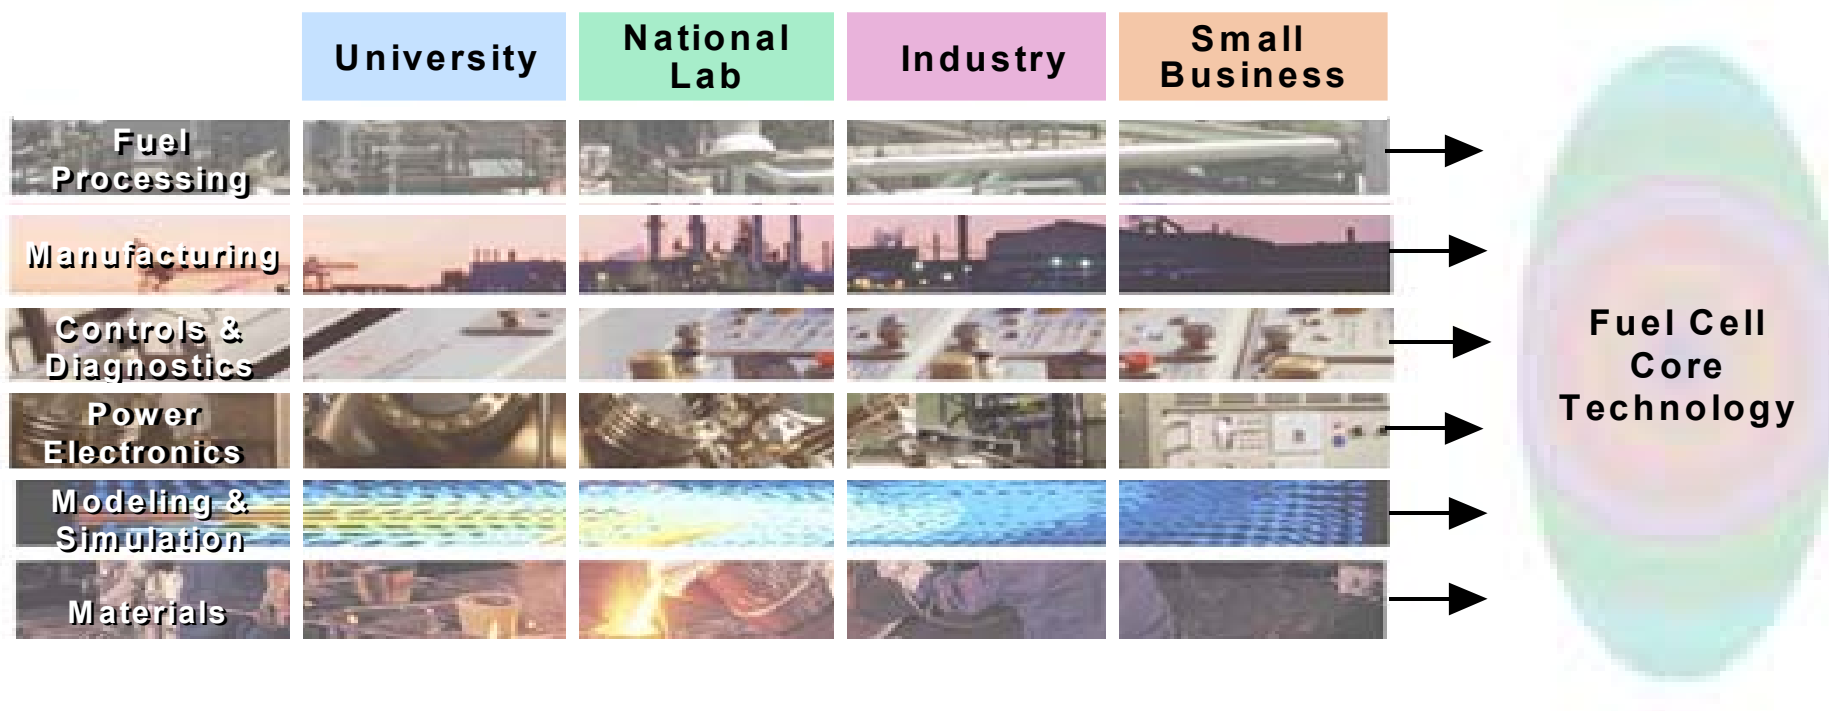 University
National
Lab
Industry
Small
Business
Fuel
Processing
Manufacturing
Controls &
Diagnostics
Power
Electronics
Modeling &
Simulation
Materials
Fuel Cell
Core
Technology